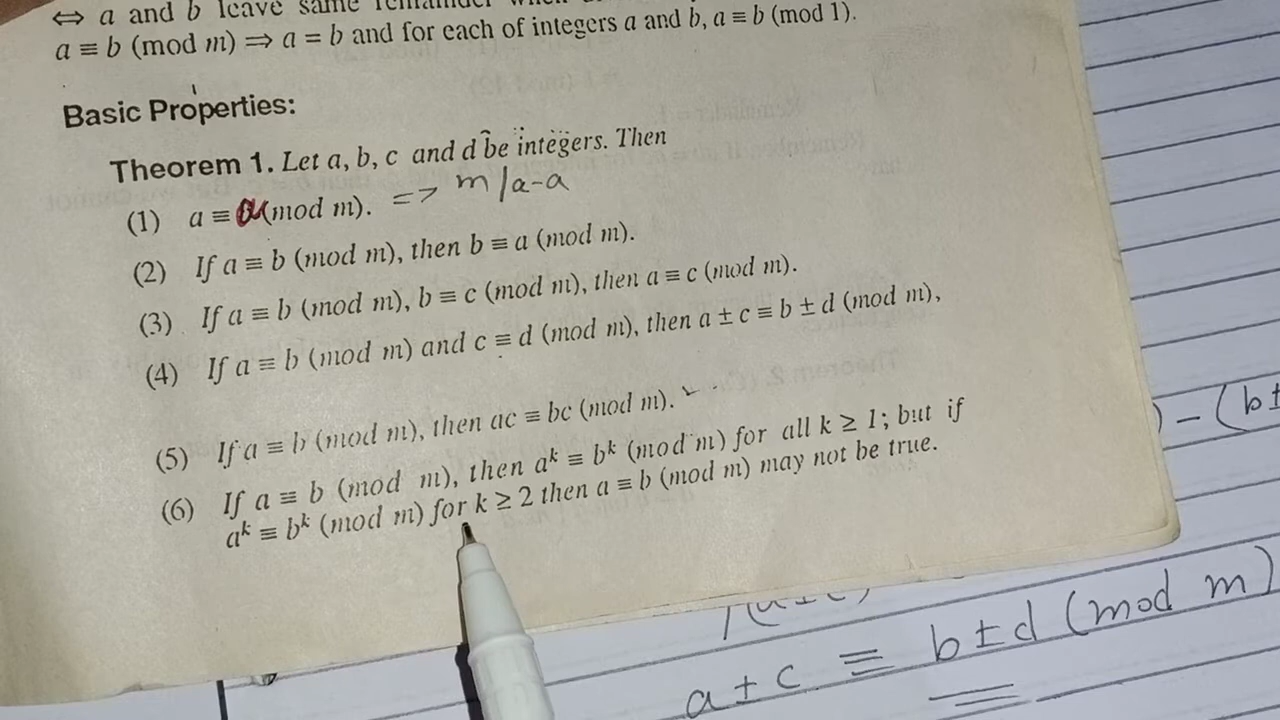 ⇔ a and b leave same remainder when
a ≡ b (mod m) ⇒ a = b and for each of integers a and b, a ≡ b (mod 1).
Basic Properties:
Theorem 1. Let a, b, c and d be integers. Then
(1) a ≡ a (mod m). => m/a-a
(2) If a ≡ b (mod m), then b ≡ a (mod m).
(3) If a ≡ b (mod m), b ≡ c (mod m), then a ≡ c (mod m).
(4) If a ≡ b (mod m) and c ≡ d (mod m), then a ± c ≡ b ± d (mod m),
(5) If a ≡ b (mod m), then ac ≡ bc (mod m).
) - (b±
(6) If a ≡ b (mod m), then aᵏ ≡ bᵏ (mod m) for all k ≥ 1; but if
aᵏ ≡ bᵏ (mod m) for k ≥ 2 then a ≡ b (mod m) may not be true.
a ± c ≡ b ± d (mod m)